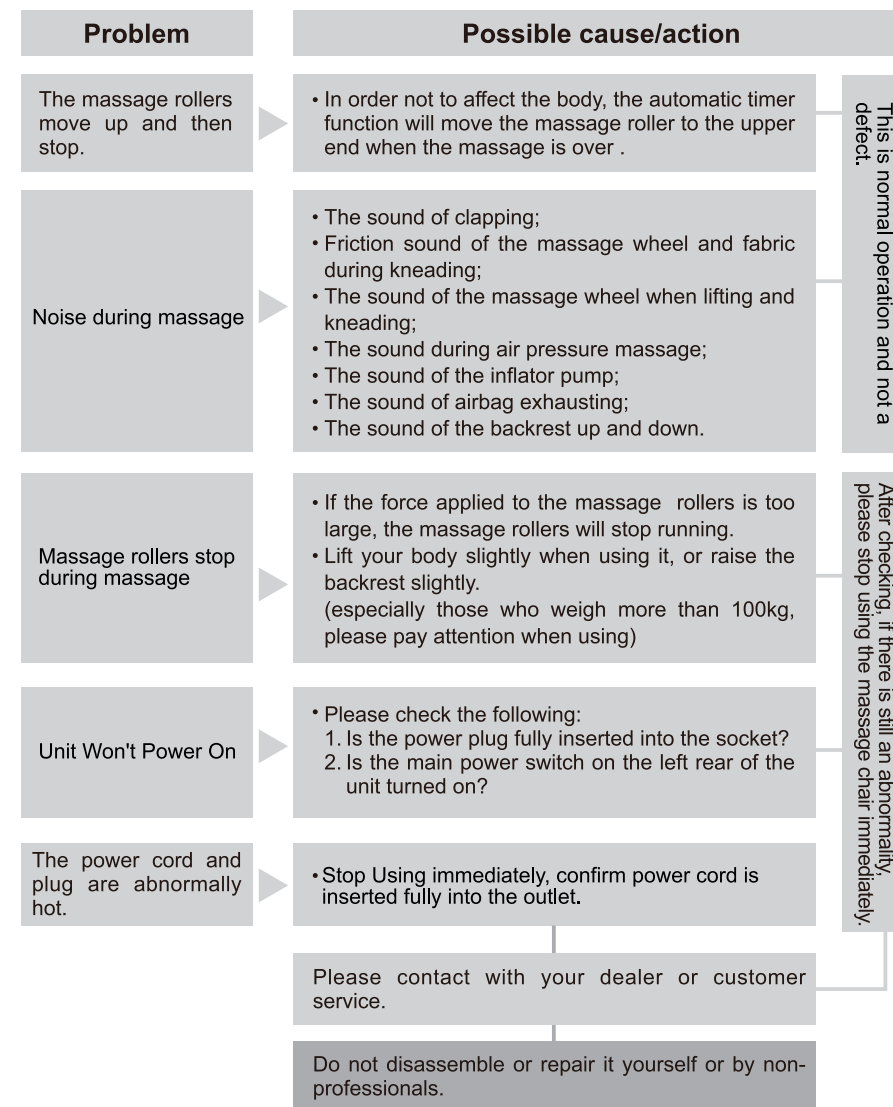 Problem
Possible cause/action
The massage rollers
move up and then
stop.
• In order not to affect the body, the automatic timer
function will move the massage roller to the upper
end when the massage is over .
Noise during massage
• The sound of clapping;
• Friction sound of the massage wheel and fabric
during kneading;
• The sound of the massage wheel when lifting and
kneading;
• The sound during air pressure massage;
• The sound of the inflator pump;
• The sound of airbag exhausting;
• The sound of the backrest up and down.
This is normal operation and not a
defect.
Massage rollers stop
during massage
• If the force applied to the massage rollers is too
large, the massage rollers will stop running.
• Lift your body slightly when using it, or raise the
backrest slightly.
(especially those who weigh more than 100kg,
please pay attention when using)
Unit Won't Power On
• Please check the following:
1. Is the power plug fully inserted into the socket?
2. Is the main power switch on the left rear of the
unit turned on?
The power cord and
plug are abnormally
hot.
• Stop Using immediately, confirm power cord is
inserted fully into the outlet.
After checking, if there is still an abnormality,
please stop using the massage chair immediately.
Please contact with your dealer or customer
service.
Do not disassemble or repair it yourself or by non-
professionals.